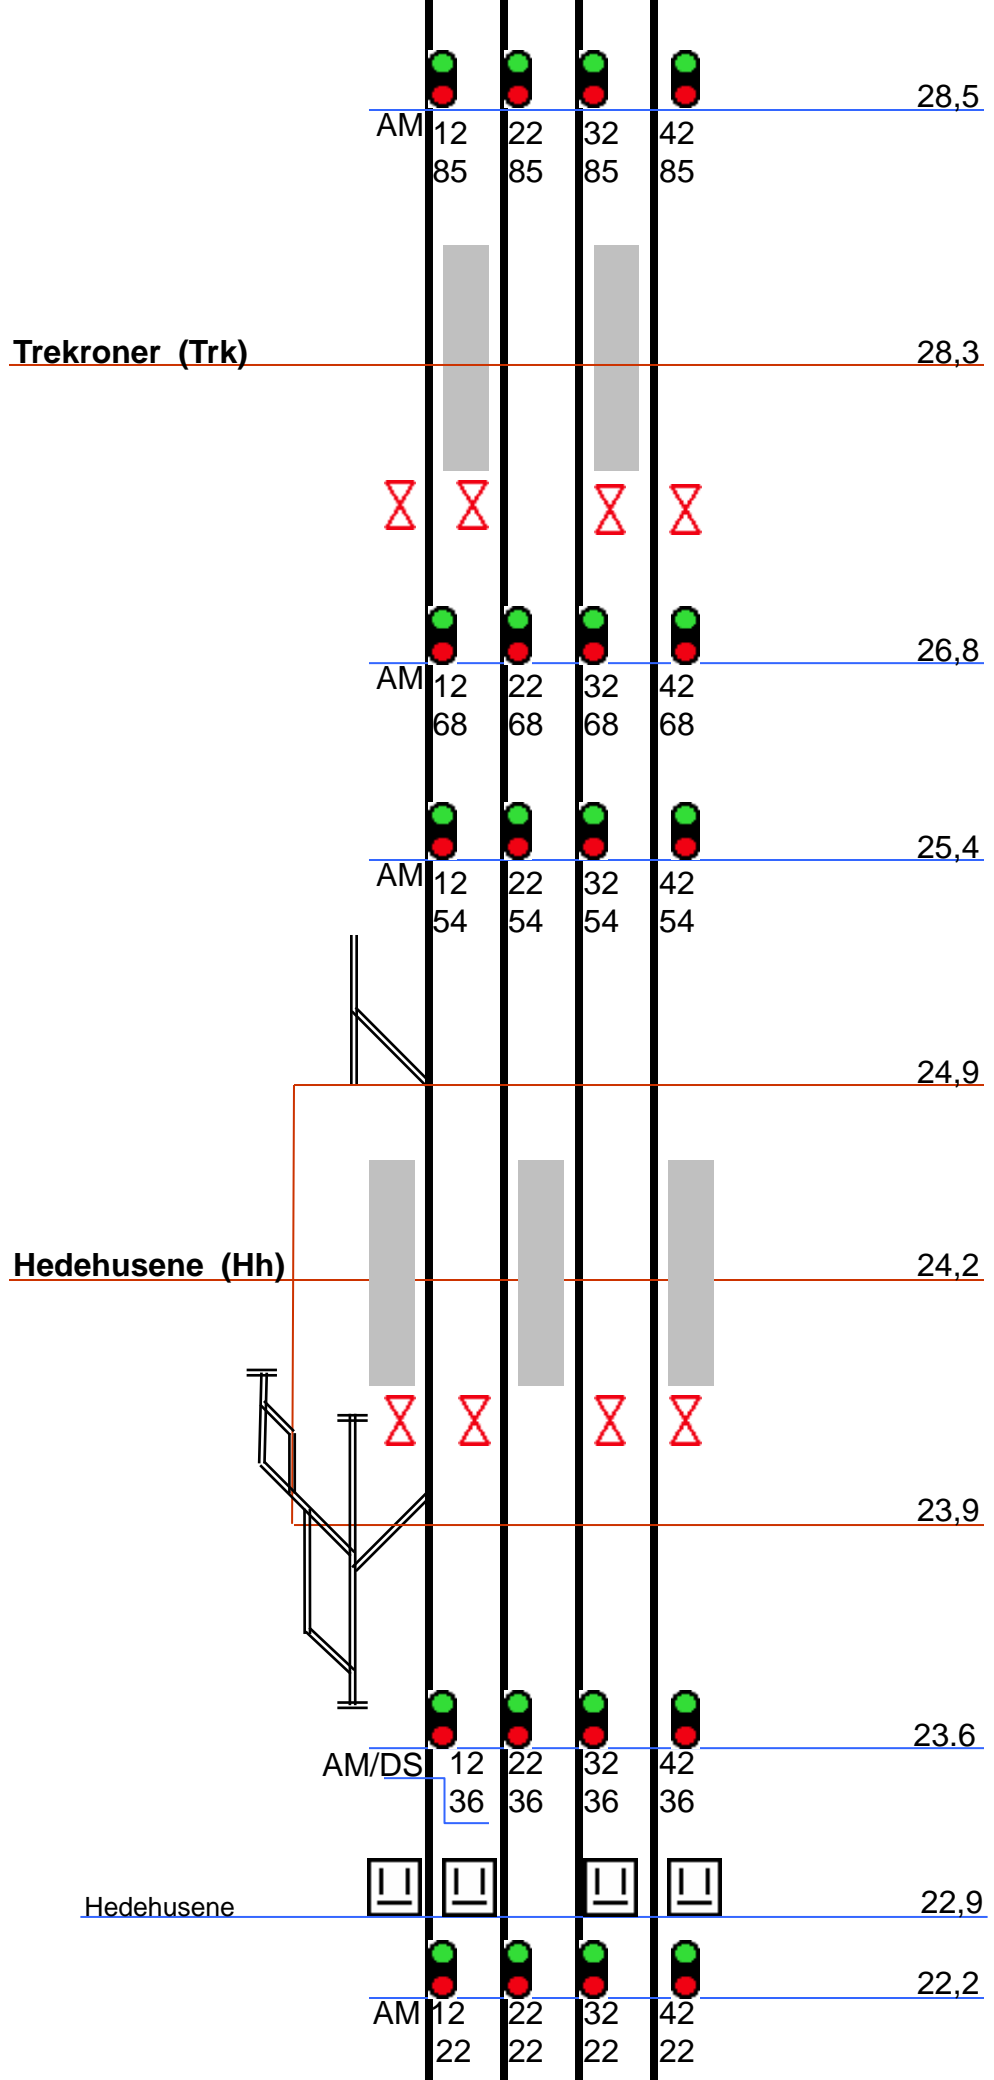 28,5
AM 12 22 32 42
85 85 85 85
Trekroner (Trk) 28,3
26,8
AM 12 22 32 42
68 68 68 68
25,4
AM 12 22 32 42
54 54 54 54
24,9
Hedehusene (Hh) 24,2
23,9
23.6
AM/DS 12 22 32 42
36 36 36 36
Hedehusene 22,9
22,2
AM 12 22 32 42
22 22 22 22